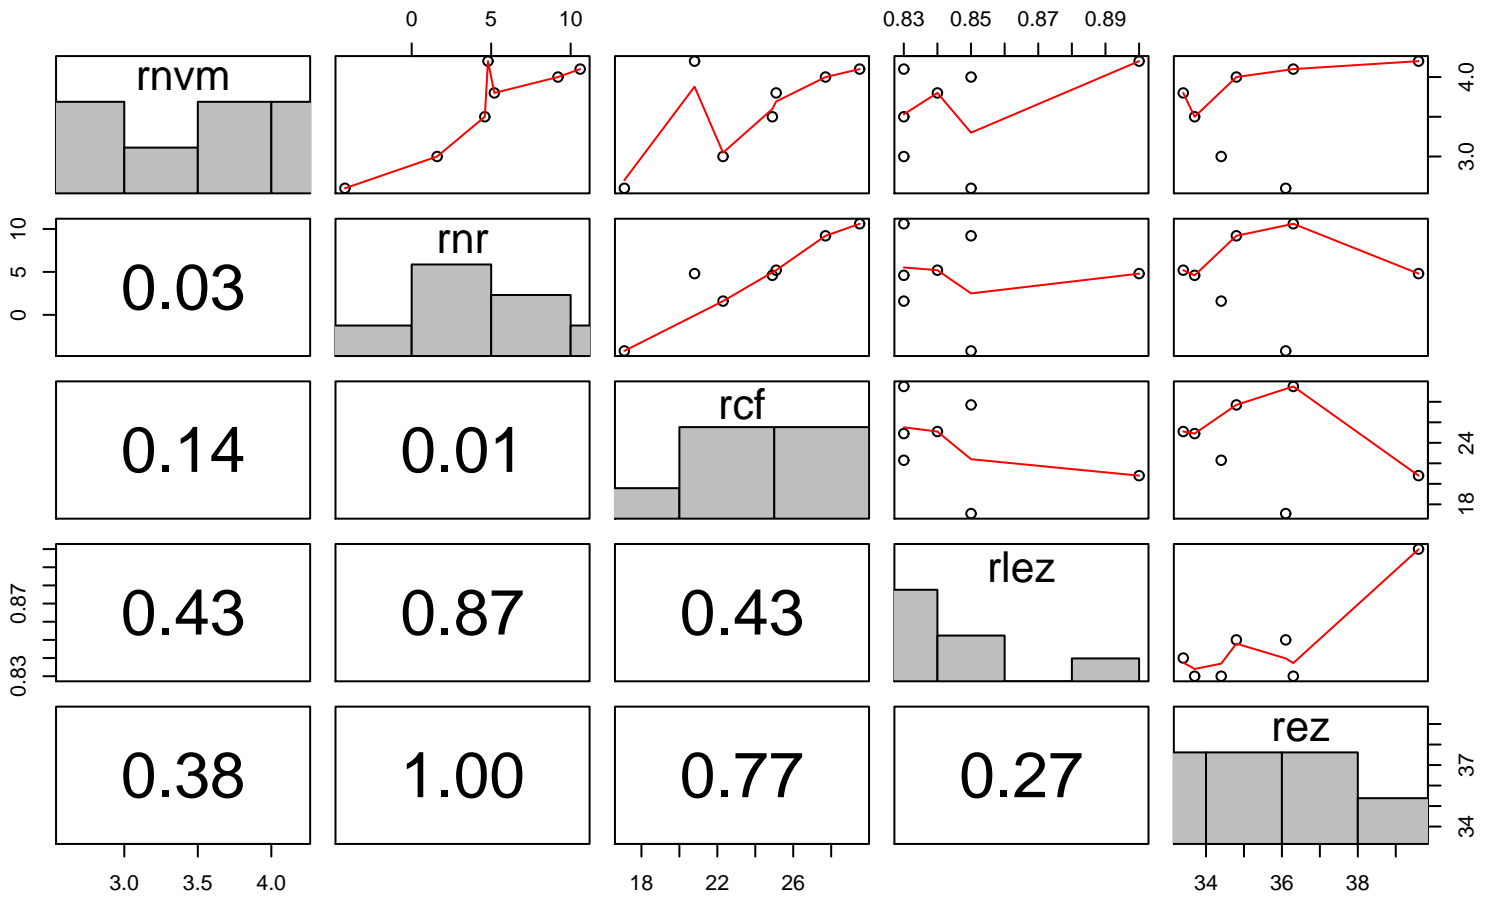 0 5 10 0.83 0.85 0.87 0.89
rnvm 3.0 4.0
0 5 10 0.03 rnr
0.14 0.01 rcf 18 24
0.83 0.87 0.43 0.87 0.43 rlez
0.38 1.00 0.77 0.27 rez 34 37
3.0 3.5 4.0 18 22 26 34 36 38